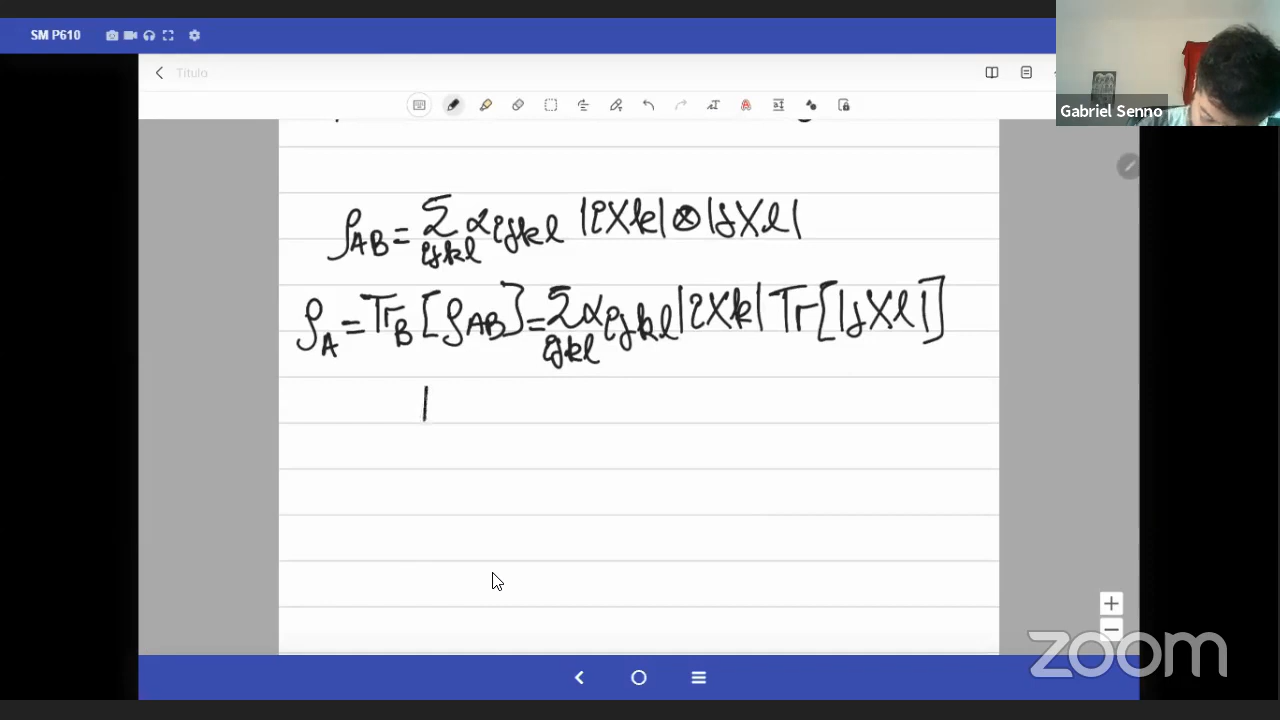 SM P610
Título
Gabriel Senno
ρ_AB = Σ_ijkl α_ijkl |i⟩⟨k| ⊗ |j⟩⟨l|
ρ_A = Tr_B [ρ_AB] = Σ_ijkl α_ijkl |i⟩⟨k| Tr[|j⟩⟨l|]
|
zoom